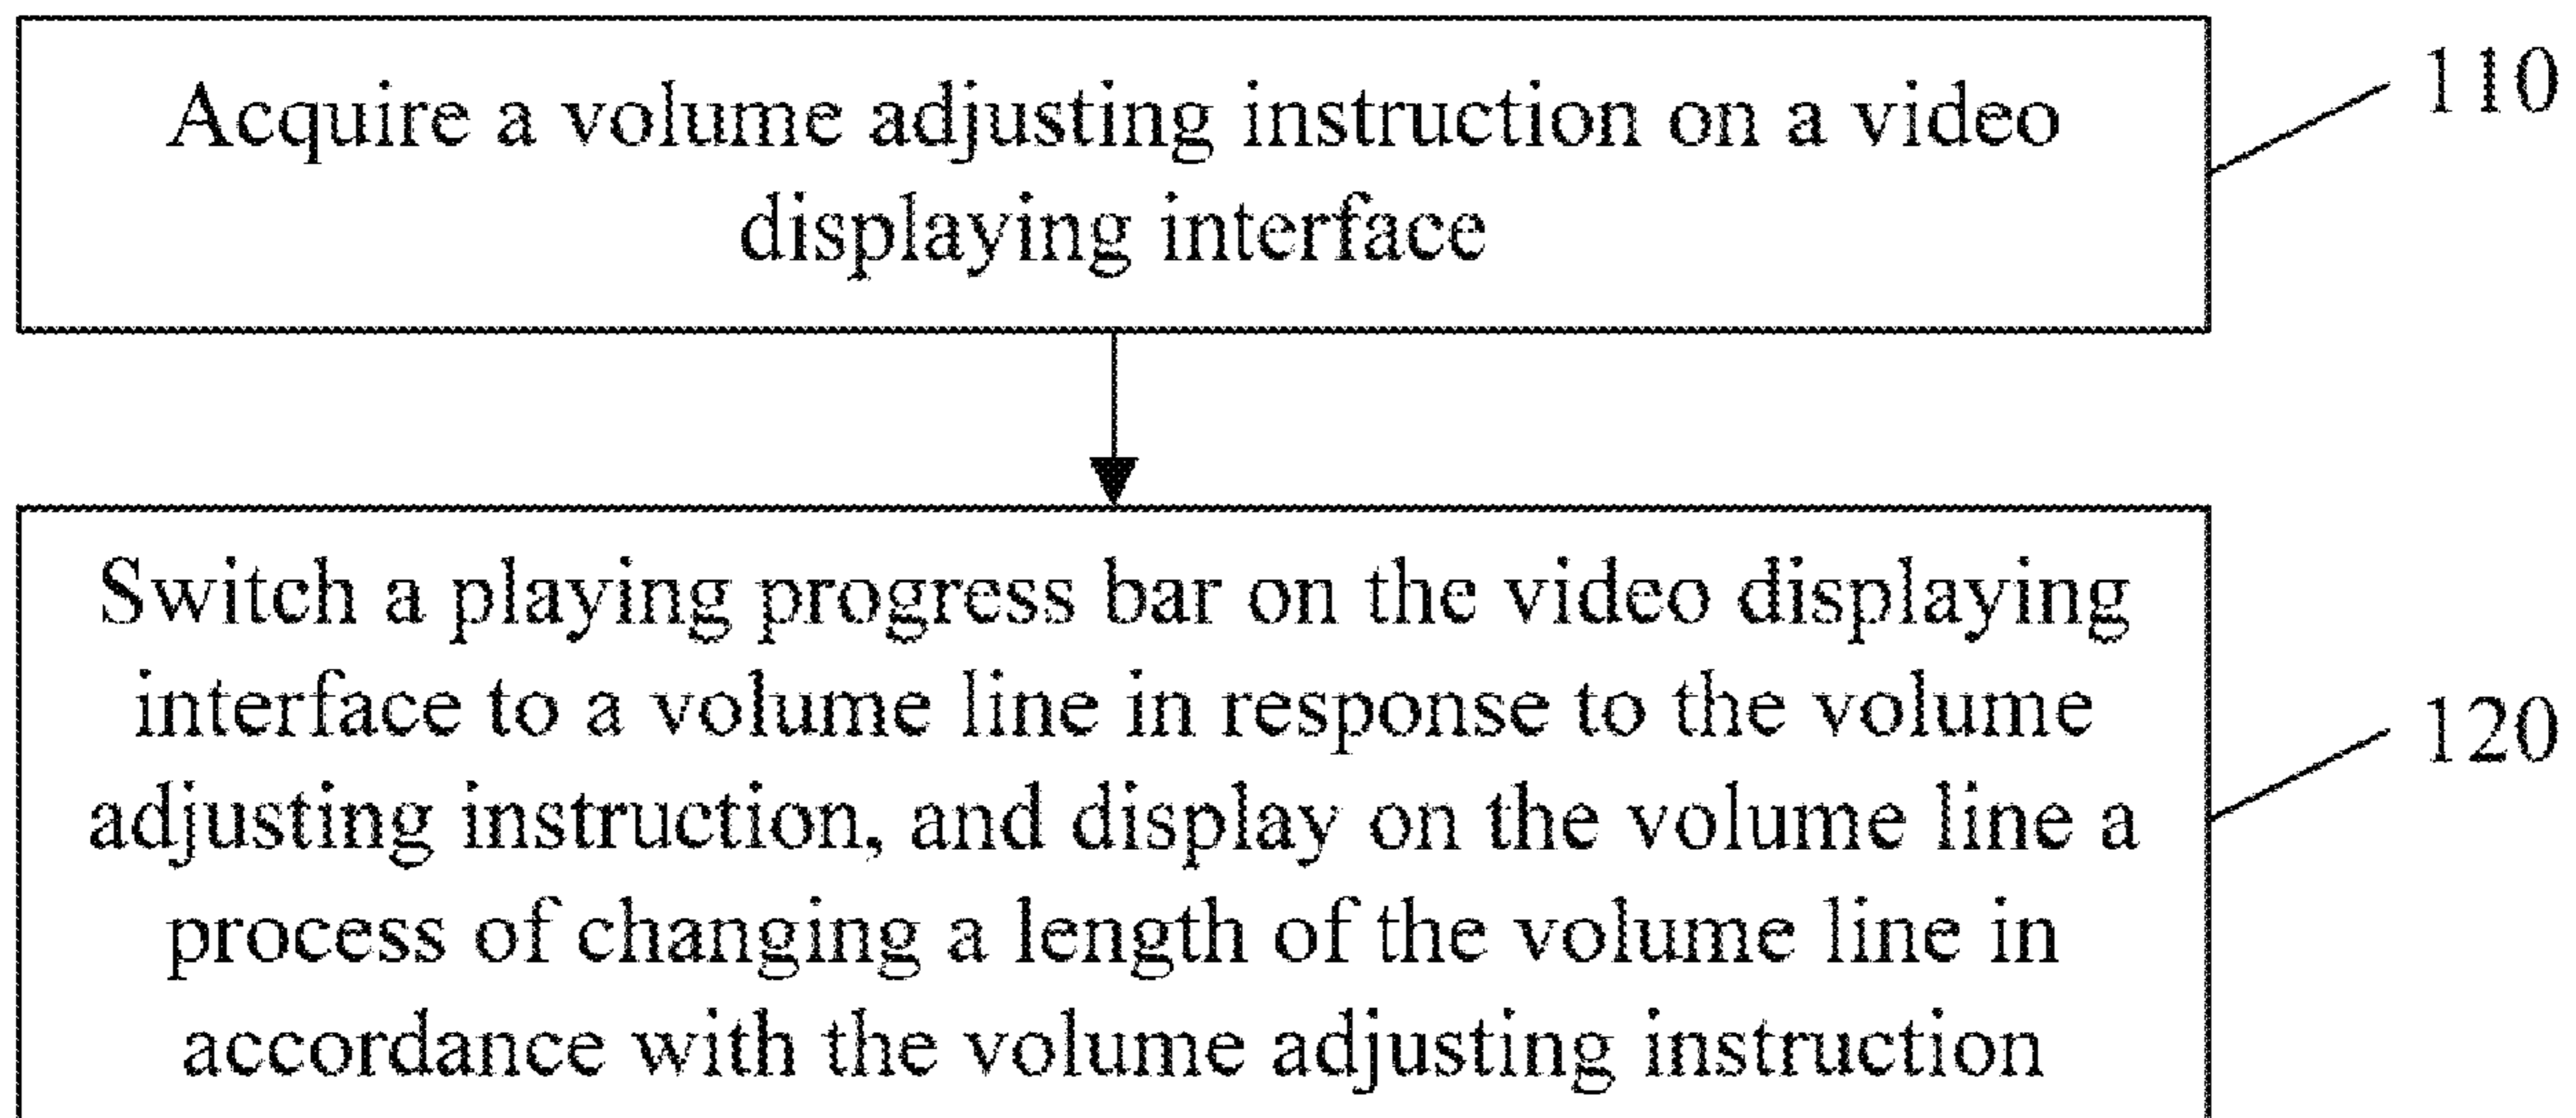 Acquire a volume adjusting instruction on a video
displaying interface
110
Switch a playing progress bar on the video displaying
interface to a volume line in response to the volume
adjusting instruction, and display on the volume line a
process of changing a length of the volume line in
accordance with the volume adjusting instruction
120